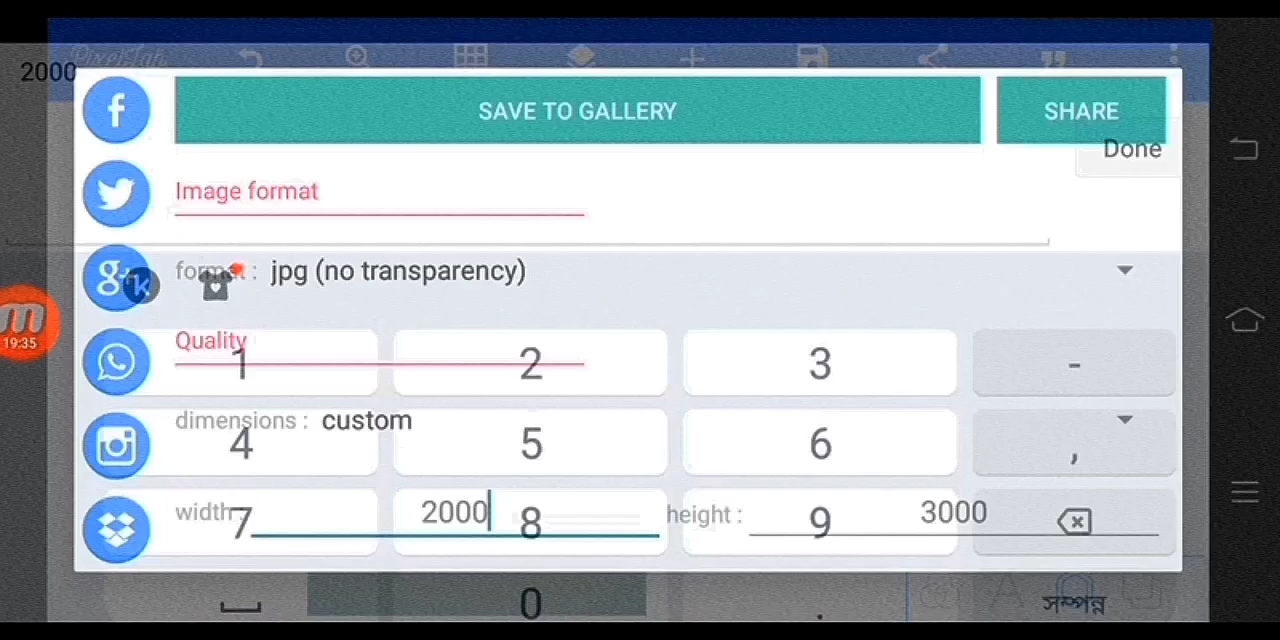 PixelLab
2000
f
SAVE TO GALLERY
SHARE
Done
Image format
g+
k
format : jpg (no transparency)
19:35
Quality
1
2
3
-
dimensions : custom
4
5
6
,
width
2000
height :
3000
7
8
9
0
.
সম্পন্ন